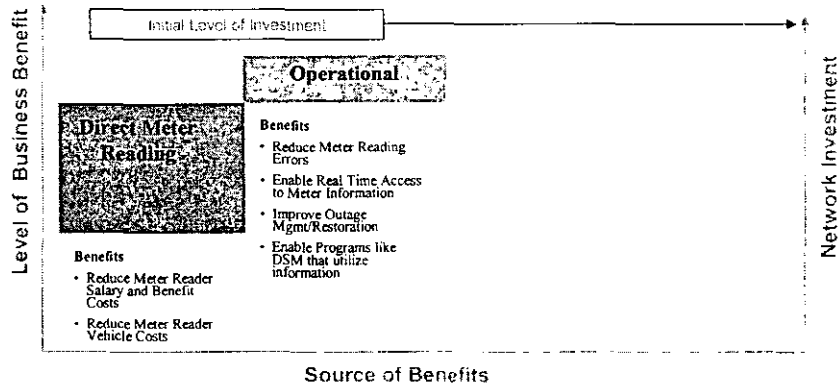 Initial Level of Investment
Operational
Direct Meter
Reading
Benefits
• Reduce Meter Reading
Errors
• Enable Real Time Access
to Meter Information
• Improve Outage
Mgmt/Restoration
• Enable Programs like
DSM that utilize
information
Benefits
• Reduce Meter Reader
Salary and Benefit
Costs
• Reduce Meter Reader
Vehicle Costs
Level of Business Benefit
Network Investment
Source of Benefits